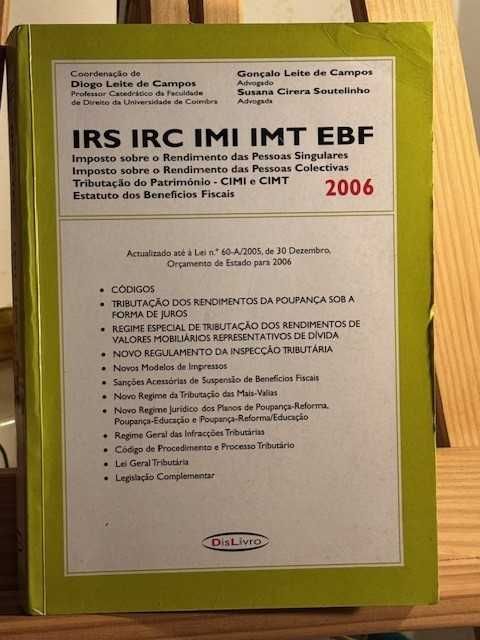 Coordenação de
Diogo Leite de Campos
Professor Catedrático da Faculdade
de Direito da Universidade de Coimbra
Gonçalo Leite de Campos
Advogado
Susana Cirera Soutelinho
Advogada
IRS IRC IMI IMT EBF
Imposto sobre o Rendimento das Pessoas Singulares
Imposto sobre o Rendimento das Pessoas Colectivas
Tributação do Património - CIMI e CIMT
Estatuto dos Benefícios Fiscais
2006
Actualizado até à Lei n.º 60-A/2005, de 30 Dezembro,
Orçamento de Estado para 2006
• CÓDIGOS
• TRIBUTAÇÃO DOS RENDIMENTOS DA POUPANÇA SOB A
FORMA DE JUROS
• REGIME ESPECIAL DE TRIBUTAÇÃO DOS RENDIMENTOS DE
VALORES MOBILIÁRIOS REPRESENTATIVOS DE DÍVIDA
• NOVO REGULAMENTO DA INSPECÇÃO TRIBUTÁRIA
• Novos Modelos de Impressos
• Sanções Acessórias de Suspensão de Benefícios Fiscais
• Novo Regime da Tributação das Mais-Valias
• Novo Regime Jurídico dos Planos de Poupança-Reforma,
Poupança-Educação e Poupança-Reforma/Educação
• Regime Geral das Infracções Tributárias
• Código de Procedimento e Processo Tributário
• Lei Geral Tributária
• Legislação Complementar
DisLivro